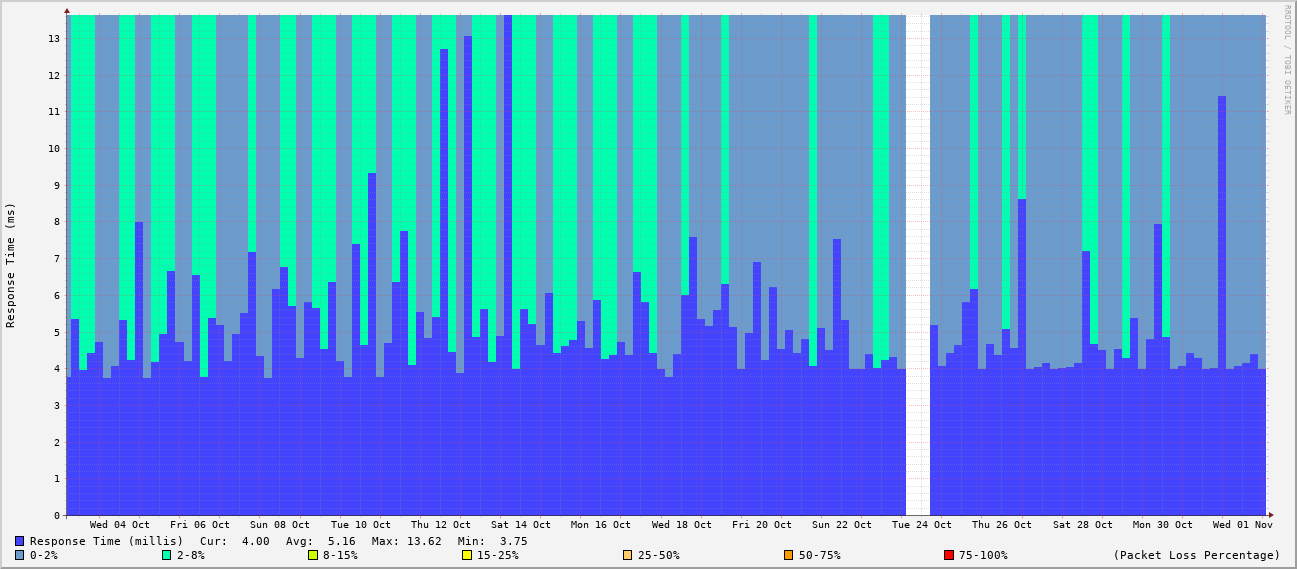 RRDTOOL / TOBI OETIKER
Response Time (ms)
13
12
11
10
9
8
7
6
5
4
3
2
1
0
Wed 04 Oct Fri 06 Oct Sun 08 Oct Tue 10 Oct Thu 12 Oct Sat 14 Oct Mon 16 Oct Wed 18 Oct Fri 20 Oct Sun 22 Oct Tue 24 Oct Thu 26 Oct Sat 28 Oct Mon 30 Oct Wed 01 Nov
Response Time (millis) Cur: 4.00 Avg: 5.16 Max: 13.62 Min: 3.75
0-2% 2-8% 8-15% 15-25% 25-50% 50-75% 75-100% (Packet Loss Percentage)